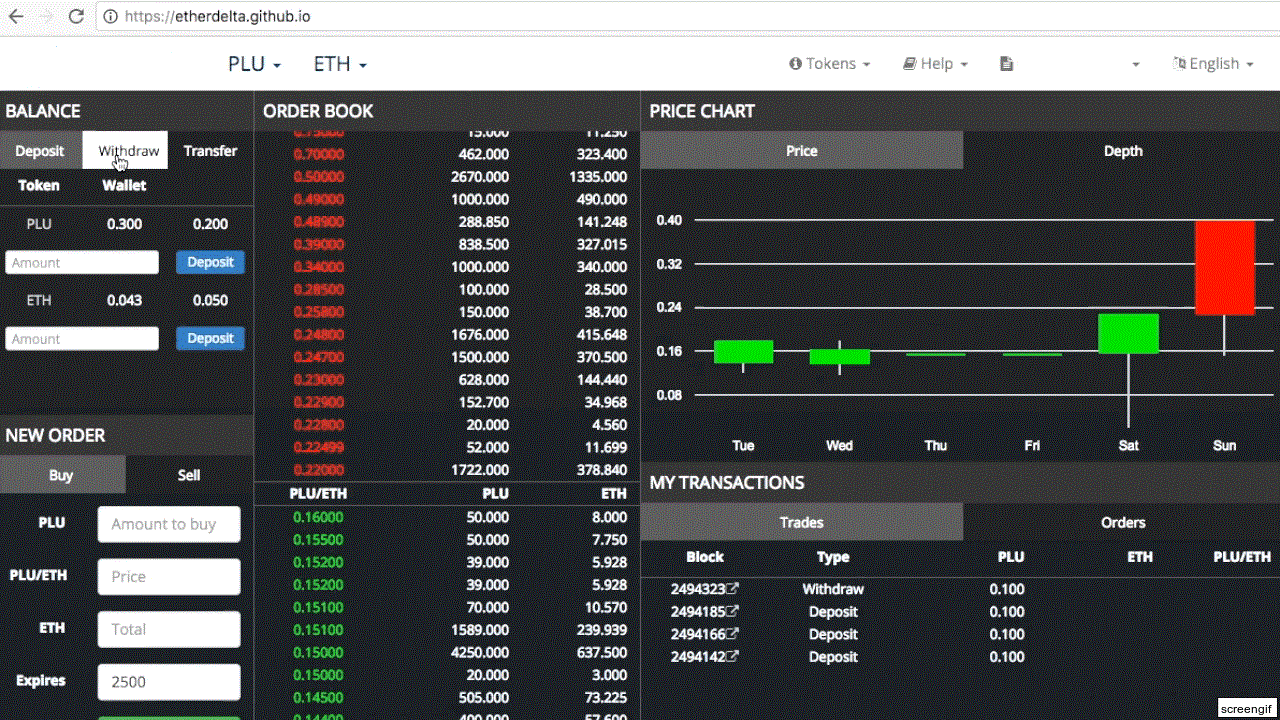 https://etherdelta.github.io
PLU ETH Tokens Help English
BALANCE
Deposit Withdraw Transfer
Token Wallet
PLU 0.300 0.200
Amount Deposit
ETH 0.043 0.050
Amount Deposit
NEW ORDER
Buy Sell
PLU Amount to buy
PLU/ETH Price
ETH Total
Expires 2500
ORDER BOOK
0.75000 15.000 11.250
0.70000 462.000 323.400
0.50000 2670.000 1335.000
0.49000 1000.000 490.000
0.48900 288.850 141.248
0.39000 838.500 327.015
0.34000 1000.000 340.000
0.28500 100.000 28.500
0.25800 150.000 38.700
0.24800 1676.000 415.648
0.24700 1500.000 370.500
0.23000 628.000 144.440
0.22900 152.700 34.968
0.22800 20.000 4.560
0.22499 52.000 11.699
0.22000 1722.000 378.840
PLU/ETH PLU ETH
0.16000 50.000 8.000
0.15500 50.000 7.750
0.15200 39.000 5.928
0.15200 39.000 5.928
0.15100 70.000 10.570
0.15100 1589.000 239.939
0.15000 4250.000 637.500
0.15000 20.000 3.000
0.14500 505.000 73.225
0.14400 400.000 57.600
PRICE CHART
Price Depth
0.40
0.32
0.24
0.16
0.08
Tue Wed Thu Fri Sat Sun
MY TRANSACTIONS
Trades Orders
Block Type PLU ETH PLU/ETH
2494323 Withdraw 0.100
2494185 Deposit 0.100
2494166 Deposit 0.100
2494142 Deposit 0.100
screengif